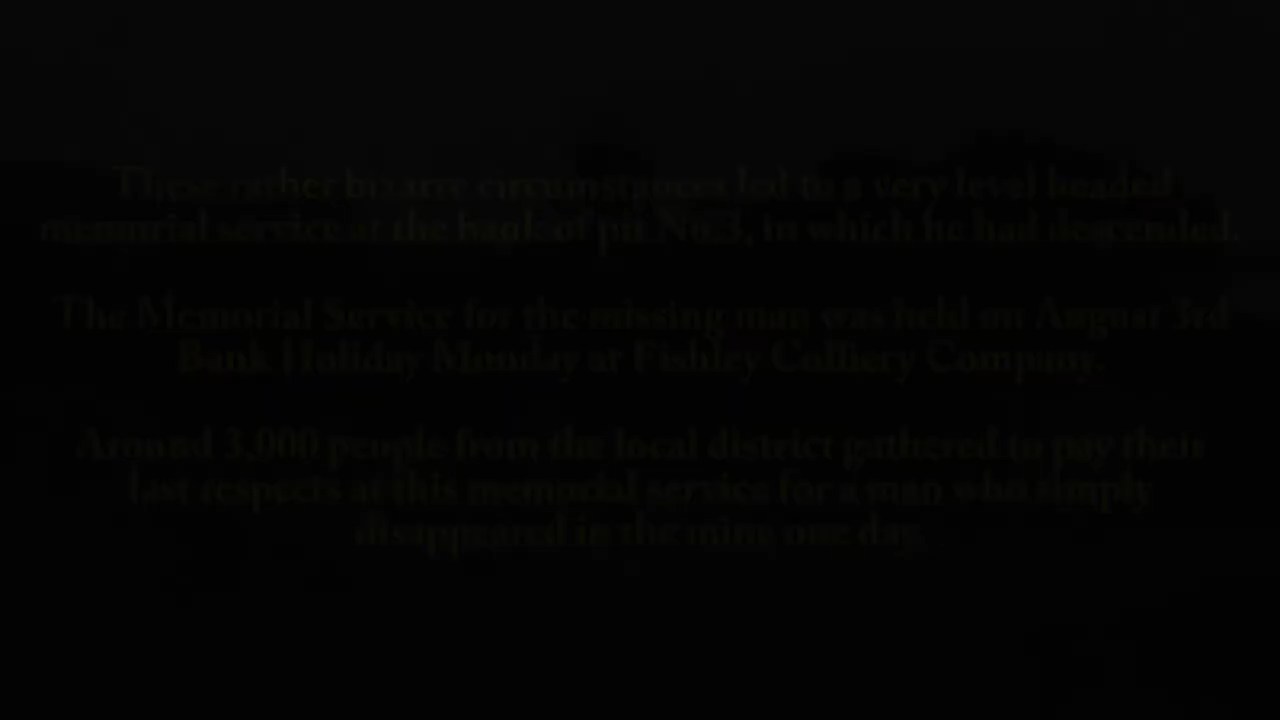 These rather bizarre circumstances led to a very level headed
memorial service at the bank of pit No.3, in which he had descended.
The Memorial Service for the missing man was held on August 3rd
Bank Holiday Monday at Fishley Colliery Company.
Around 3,000 people from the local district gathered to pay their
last respects at this memorial service for a man who simply
disappeared in the mine one day.